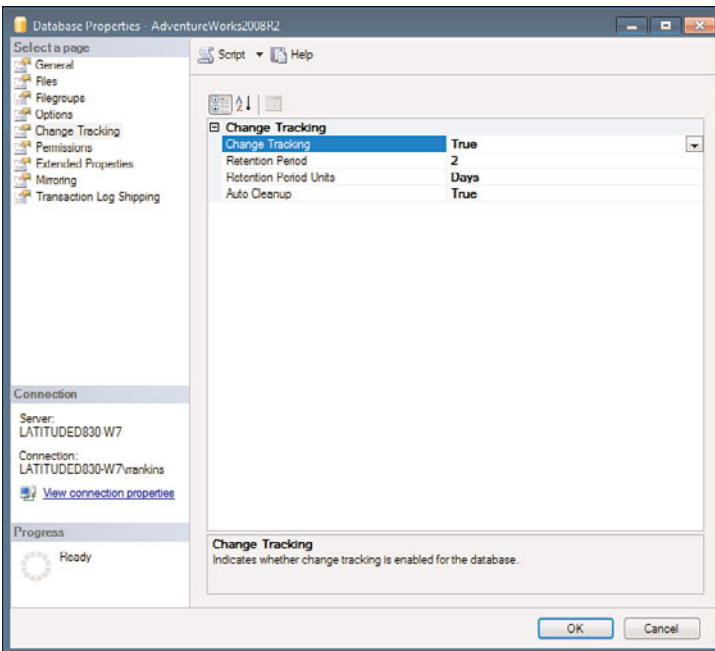 Database Properties - AdventureWorks2008R2
Select a page
General
Files
Filegroups
Options
Change Tracking
Permissions
Extended Properties
Mirroring
Transaction Log Shipping
Script
Help
Change Tracking
Change Tracking True
Retention Period 2
Retention Period Units Days
Auto Cleanup True
Connection
Server:
LATITUDED830-W7
Connection:
LATITUDED830-W7\rrankins
View connection properties
Progress
Ready
Change Tracking
Indicates whether change tracking is enabled for the database.
OK
Cancel